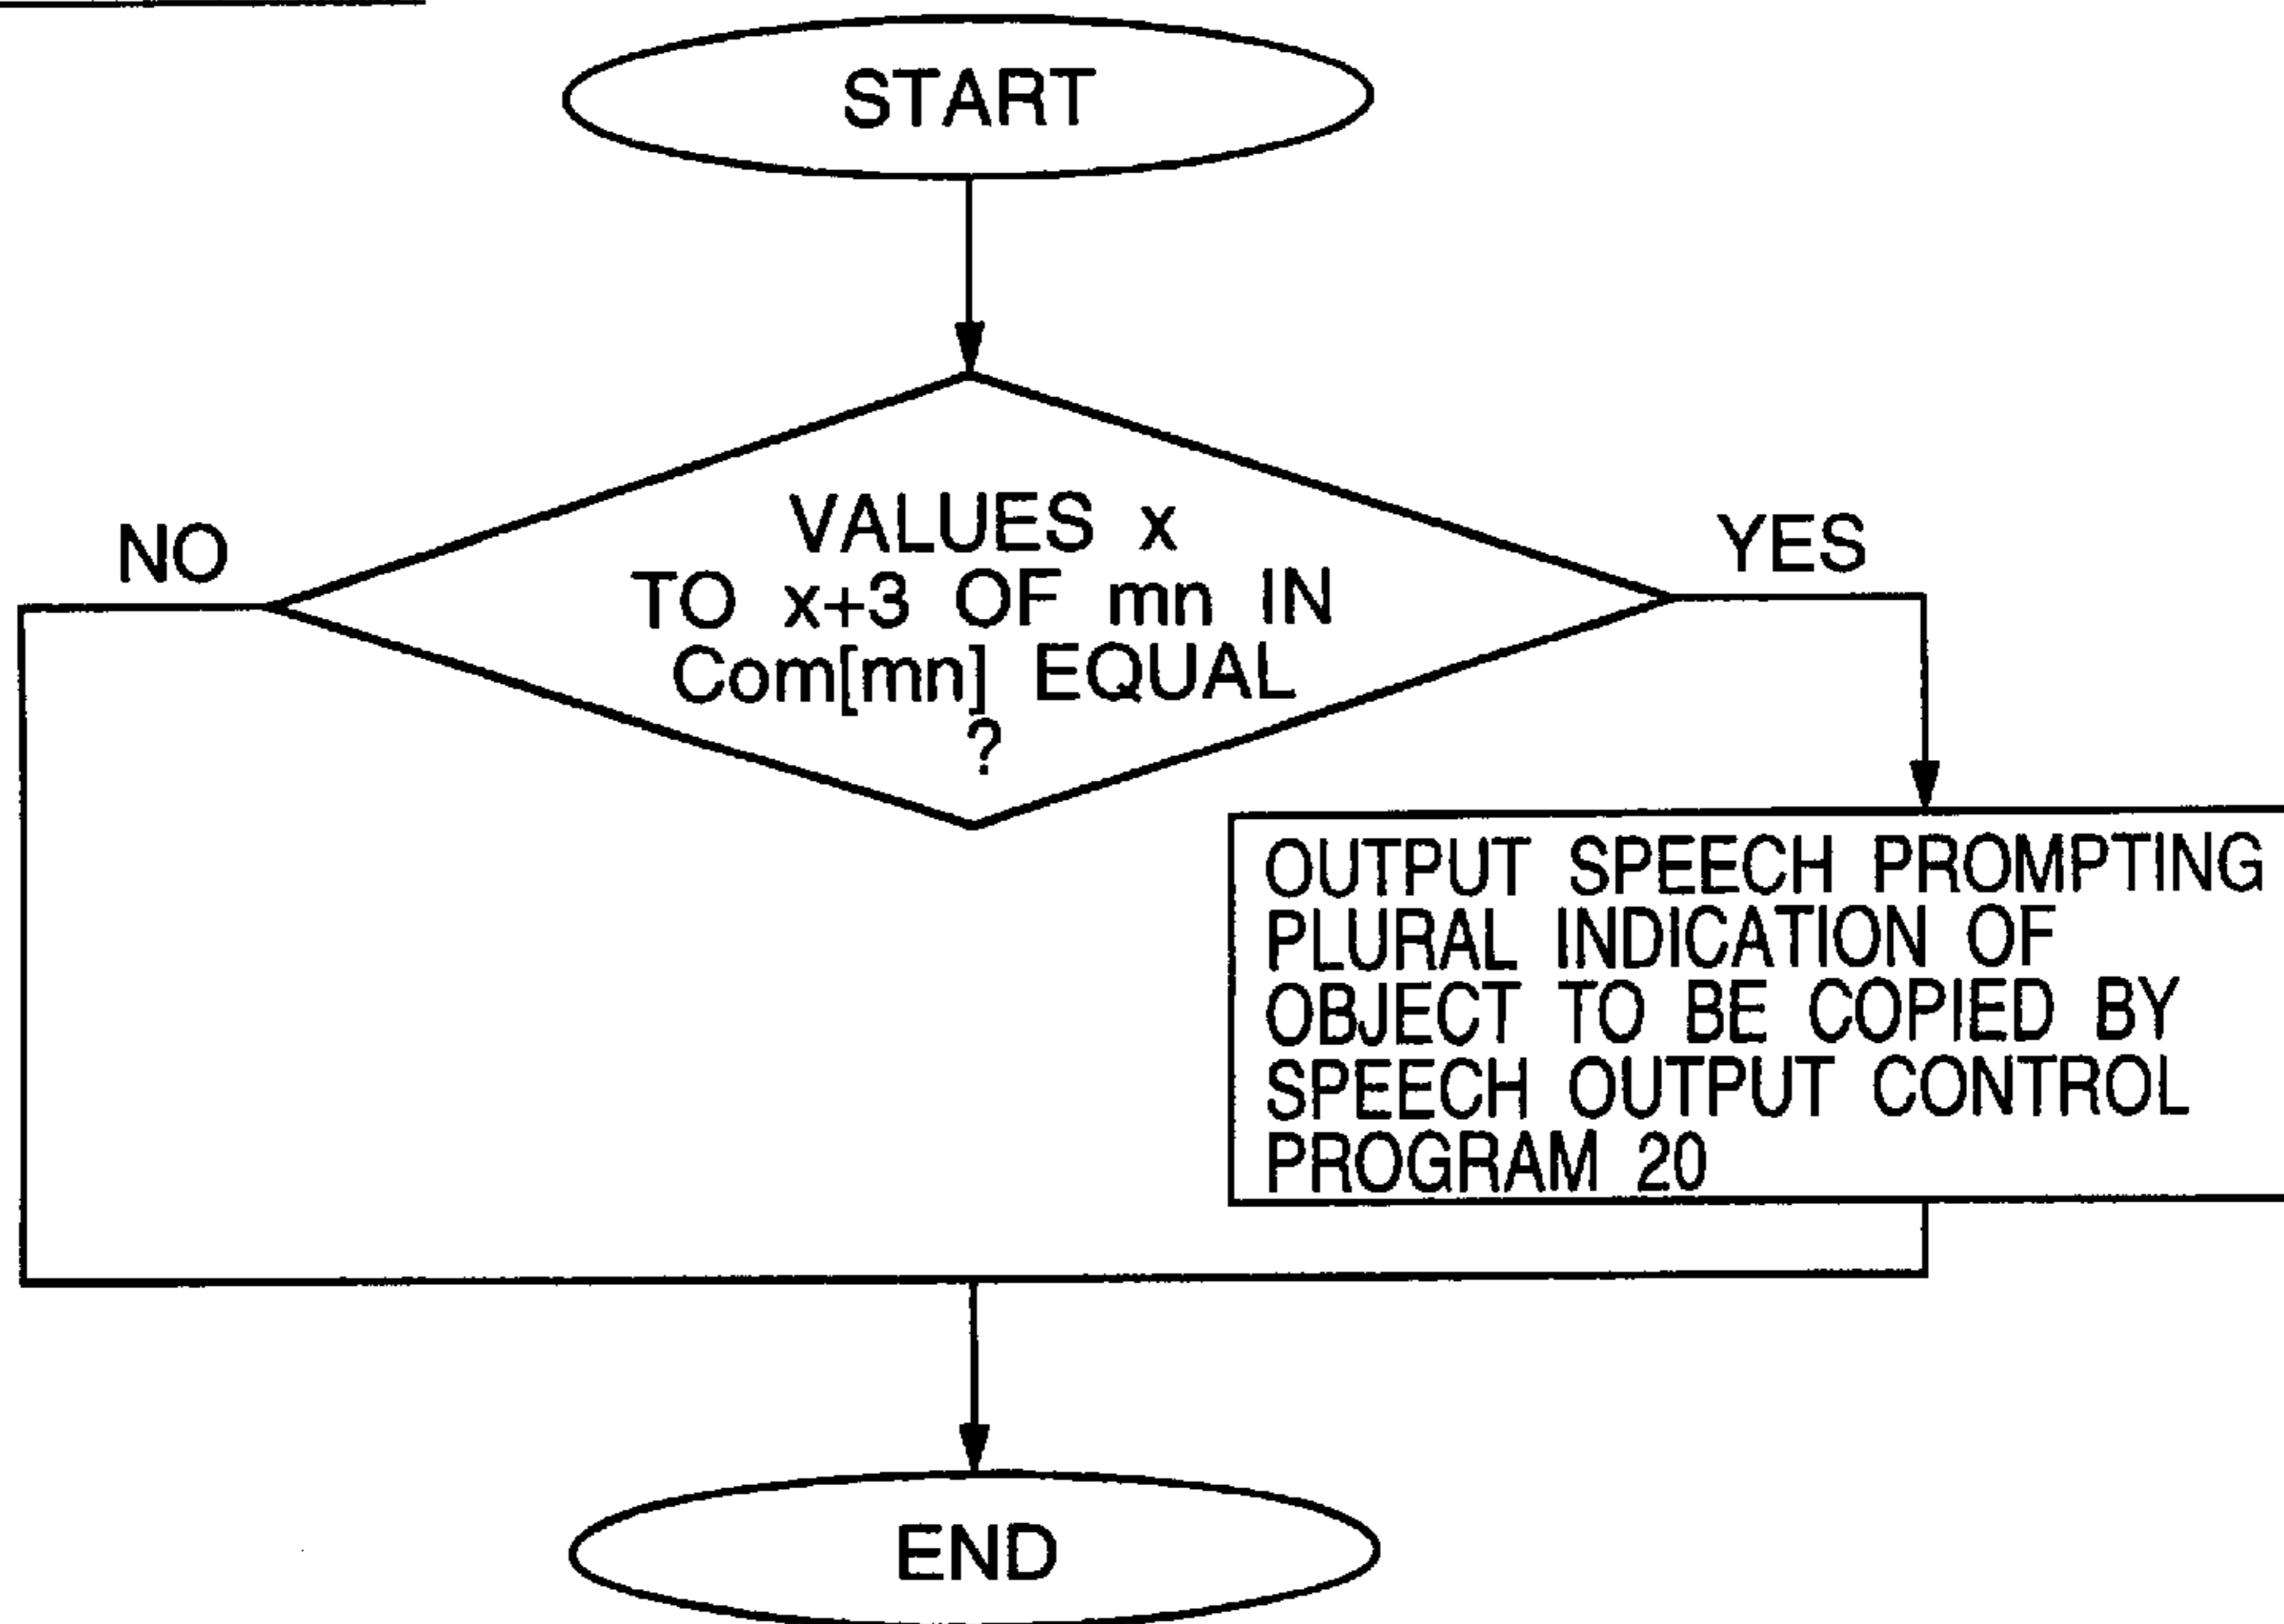 START
VALUES x
TO x+3 OF mn IN
Com[mn] EQUAL
?
NO
YES
OUTPUT SPEECH PROMPTING
PLURAL INDICATION OF
OBJECT TO BE COPIED BY
SPEECH OUTPUT CONTROL
PROGRAM 20
END